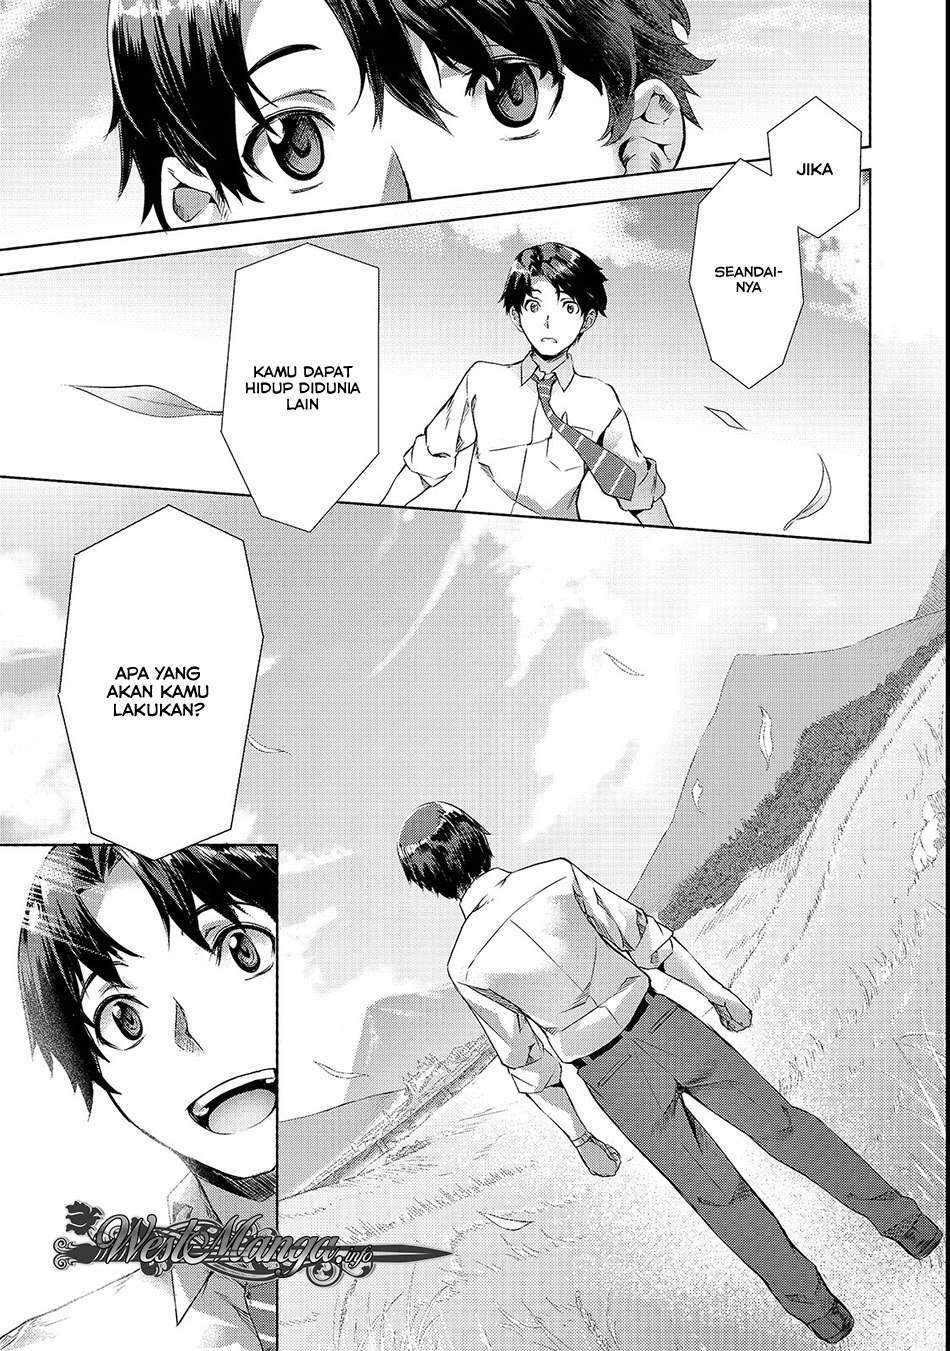 JIKA
SEANDAI-
NYA
KAMU DAPAT
HIDUP DIDUNIA
LAIN
APA YANG
AKAN KAMU
LAKUKAN?
WestManga.info